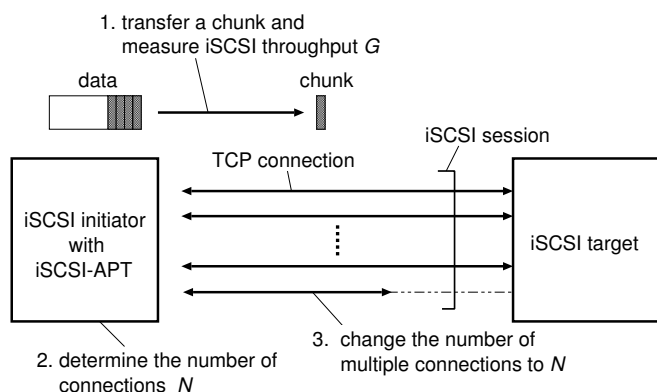 1. transfer a chunk and
measure iSCSI throughput G
data
chunk
iSCSI session
TCP connection
iSCSI initiator
with
iSCSI-APT
iSCSI target
2. determine the number of
connections N
3. change the number of
multiple connections to N